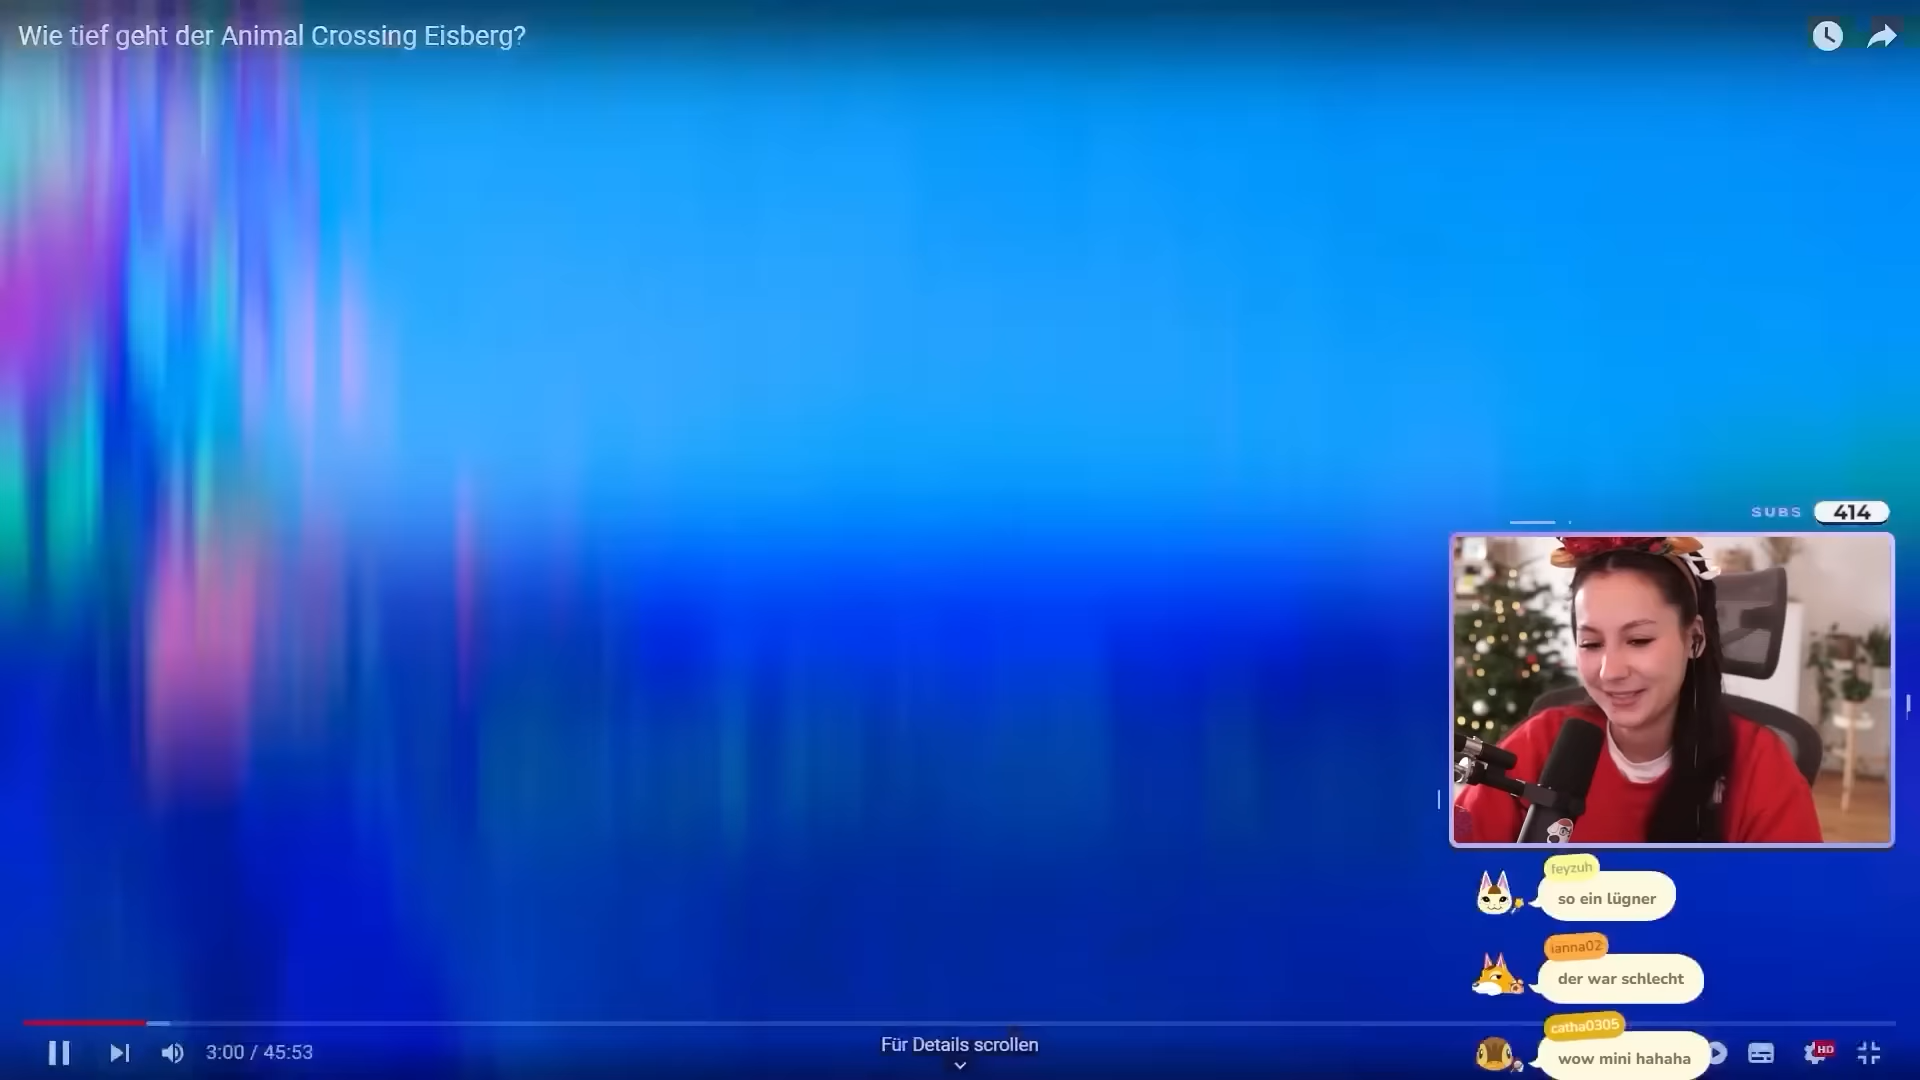 Wie tief geht der Animal Crossing Eisberg?
SUBS 414
feyzuh
so ein lügner
ianna02
der war schlecht
catha0305
wow mini hahaha
3:00 / 45:53
Für Details scrollen
HD